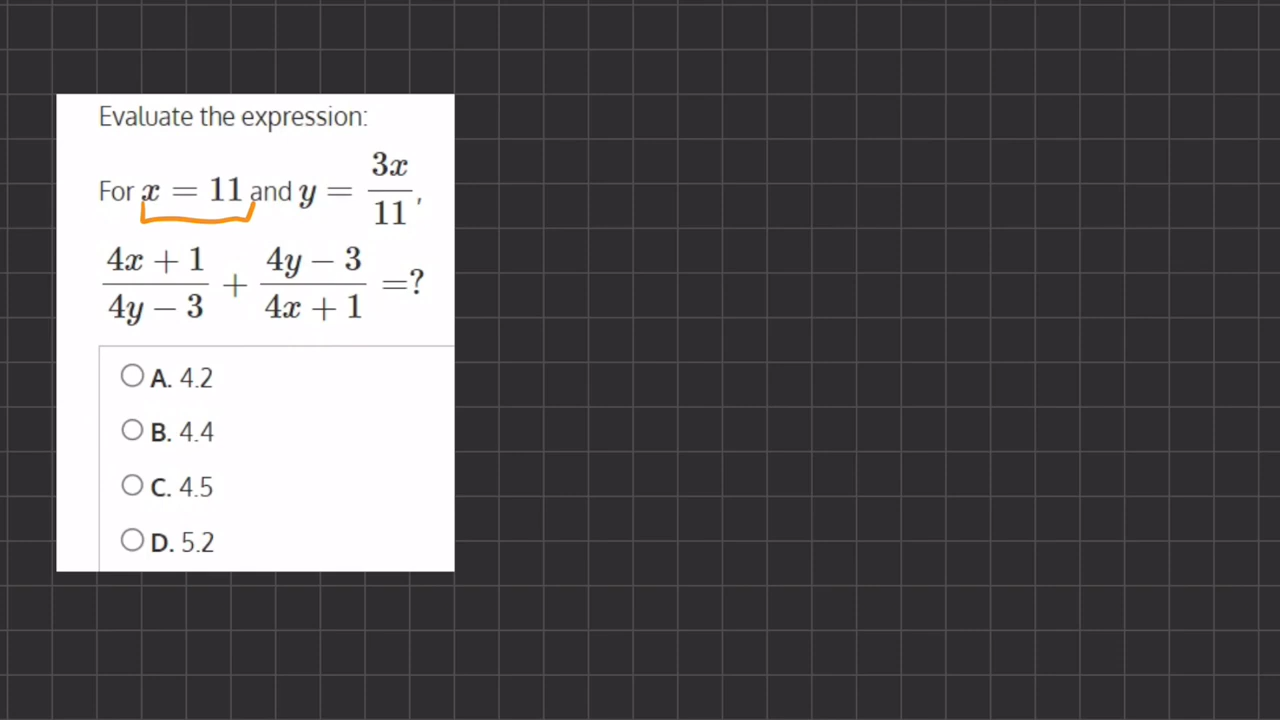 Evaluate the expression:
For x = 11 and y = 3x/11,
(4x + 1)/(4y − 3) + (4y − 3)/(4x + 1) =?
A. 4.2
B. 4.4
C. 4.5
D. 5.2